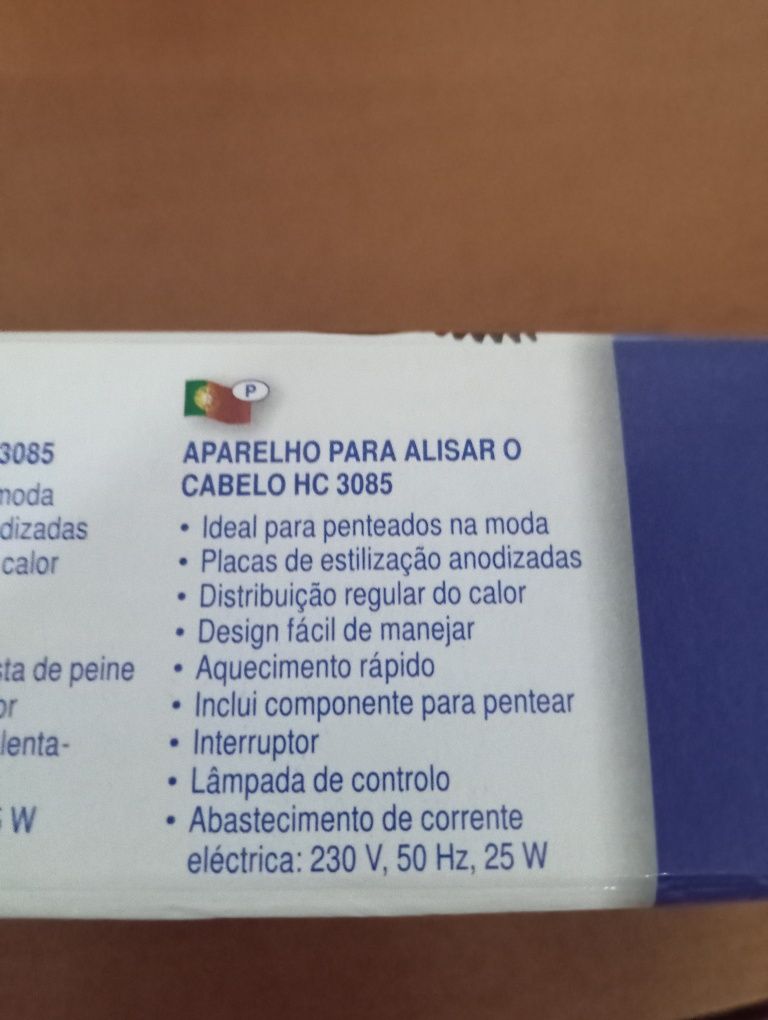 3085
moda
dizadas
calor
sta de peine
or
lenta-
W
P
APARELHO PARA ALISAR O
CABELO HC 3085
• Ideal para penteados na moda
• Placas de estilização anodizadas
• Distribuição regular do calor
• Design fácil de manejar
• Aquecimento rápido
• Inclui componente para pentear
• Interruptor
• Lâmpada de controlo
• Abastecimento de corrente
eléctrica: 230 V, 50 Hz, 25 W